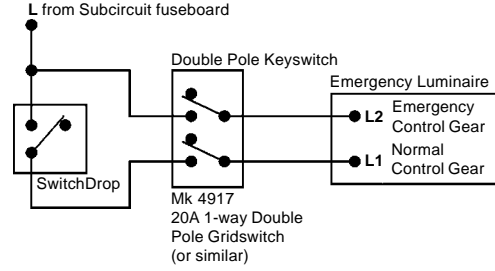 L from Subcircuit fuseboard
Double Pole Keyswitch
Emergency Luminaire
L2 Emergency
Control Gear
L1 Normal
Control Gear
SwitchDrop
Mk 4917
20A 1-way Double
Pole Gridswitch
(or similar)